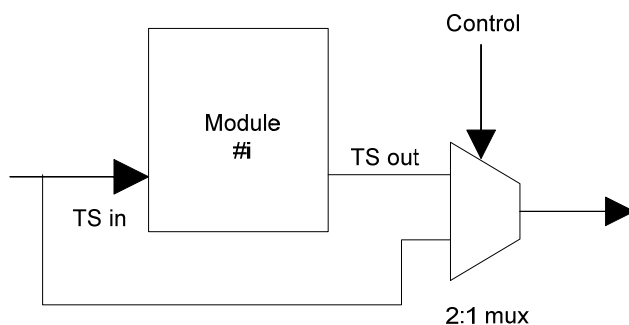 Control
Module
#i
TS out
TS in
2:1 mux